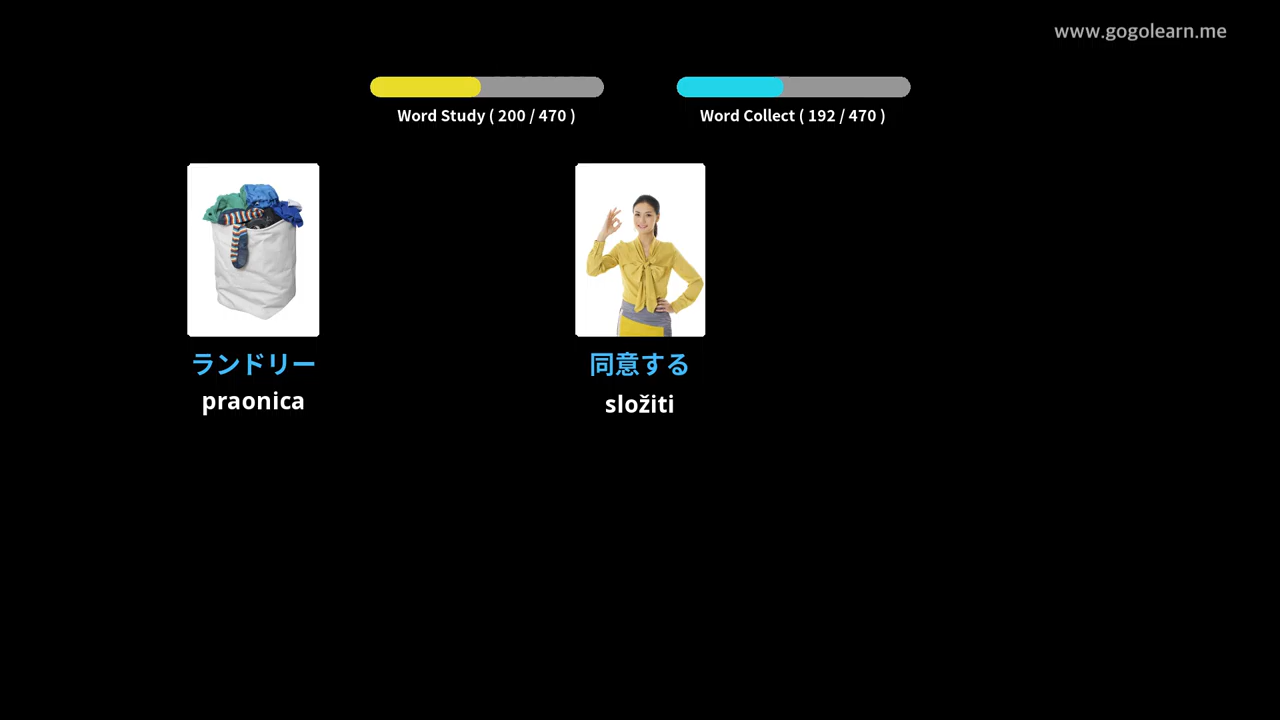 www.gogolearn.me
Word Study ( 200 / 470 )
Word Collect ( 192 / 470 )
ランドリー
praonica
同意する
složiti